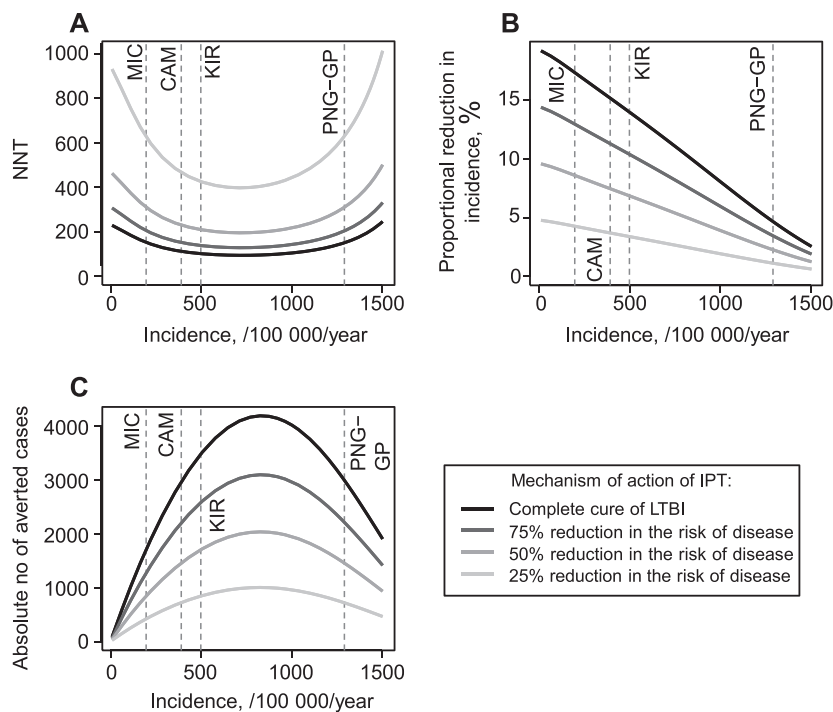 A
NNT
1000
800
600
400
200
0
MIC
CAM
KIR
PNG−GP
0
500
1000
1500
Incidence, /100 000/year
B
Proportional reduction in
incidence, %
15
10
5
0
MIC
CAM
KIR
PNG−GP
0
500
1000
1500
Incidence, /100 000/year
C
Absolute no of averted cases
4000
3000
2000
1000
0
MIC
CAM
KIR
PNG−
GP
0
500
1000
1500
Incidence, /100 000/year
Mechanism of action of IPT:
Complete cure of LTBI
75% reduction in the risk of disease
50% reduction in the risk of disease
25% reduction in the risk of disease